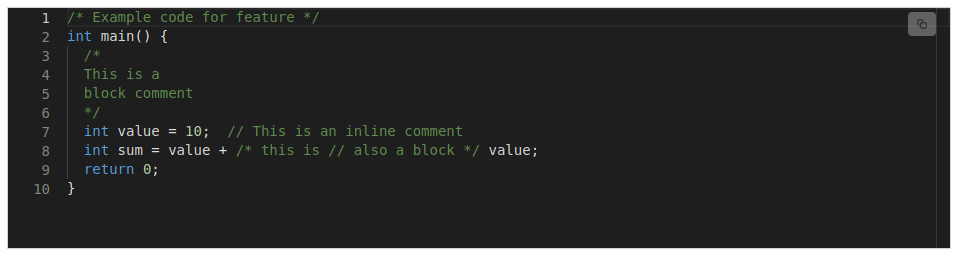 1 /* Example code for feature */
2 int main() {
3   /*
4   This is a
5   block comment
6   */
7   int value = 10;  // This is an inline comment
8   int sum = value + /* this is // also a block */ value;
9   return 0;
10 }